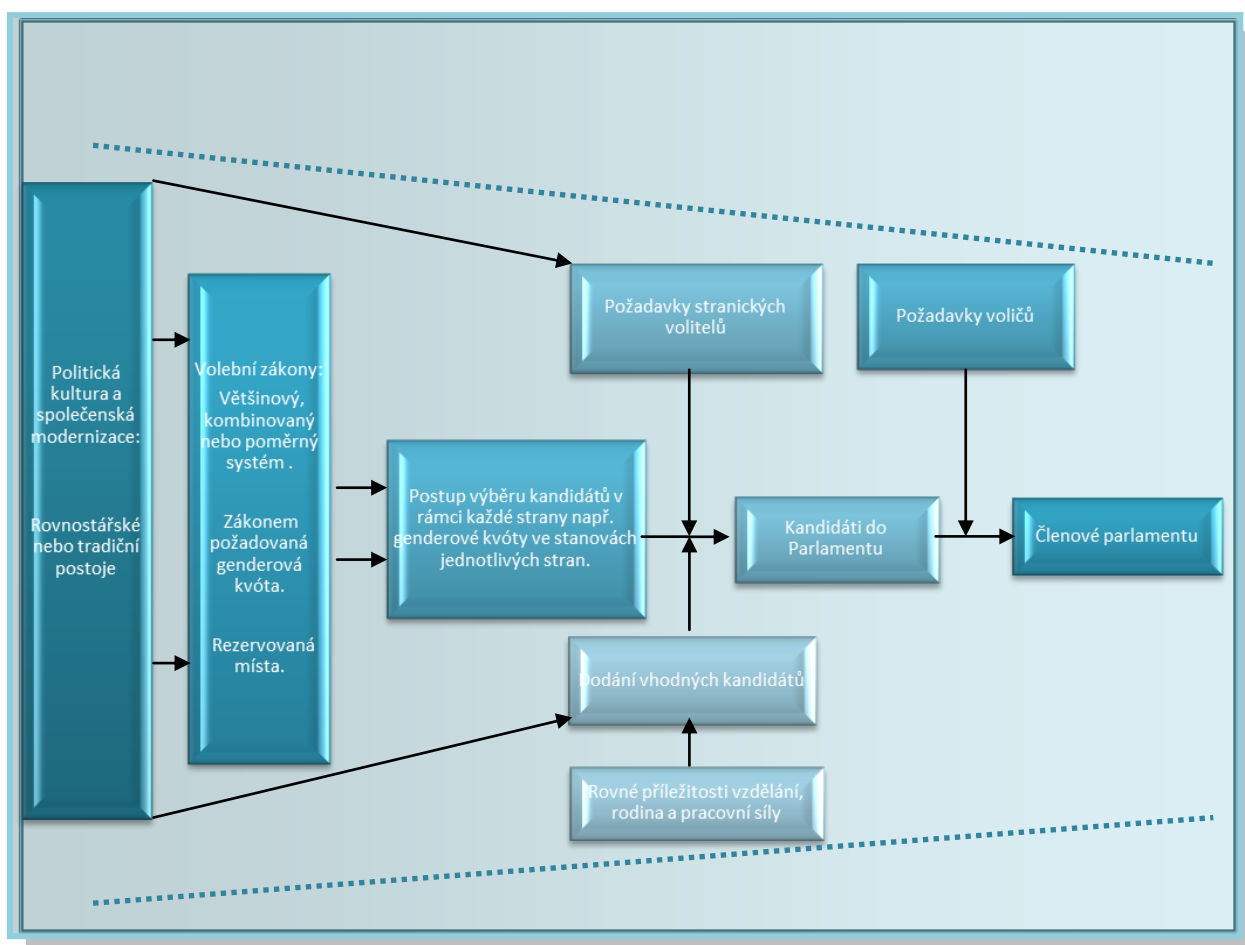 Politická
kultura a
společenská
modernizace:
Rovnostářské
nebo tradiční
postoje
Volební zákony:
Většinový,
kombinovaný
nebo poměrný
systém .
Zákonem
požadovaná
genderová
kvóta.
Rezervovaná
místa.
Postup výběru kandidátů v
rámci každé strany např.
genderové kvóty ve stanovách
jednotlivých stran.
Požadavky stranických
volitelů
Požadavky voličů
Kandidáti do
Parlamentu
Členové parlamentu
Dodání vhodných kandidátů
Rovné příležitosti vzdělání,
rodina a pracovní síly